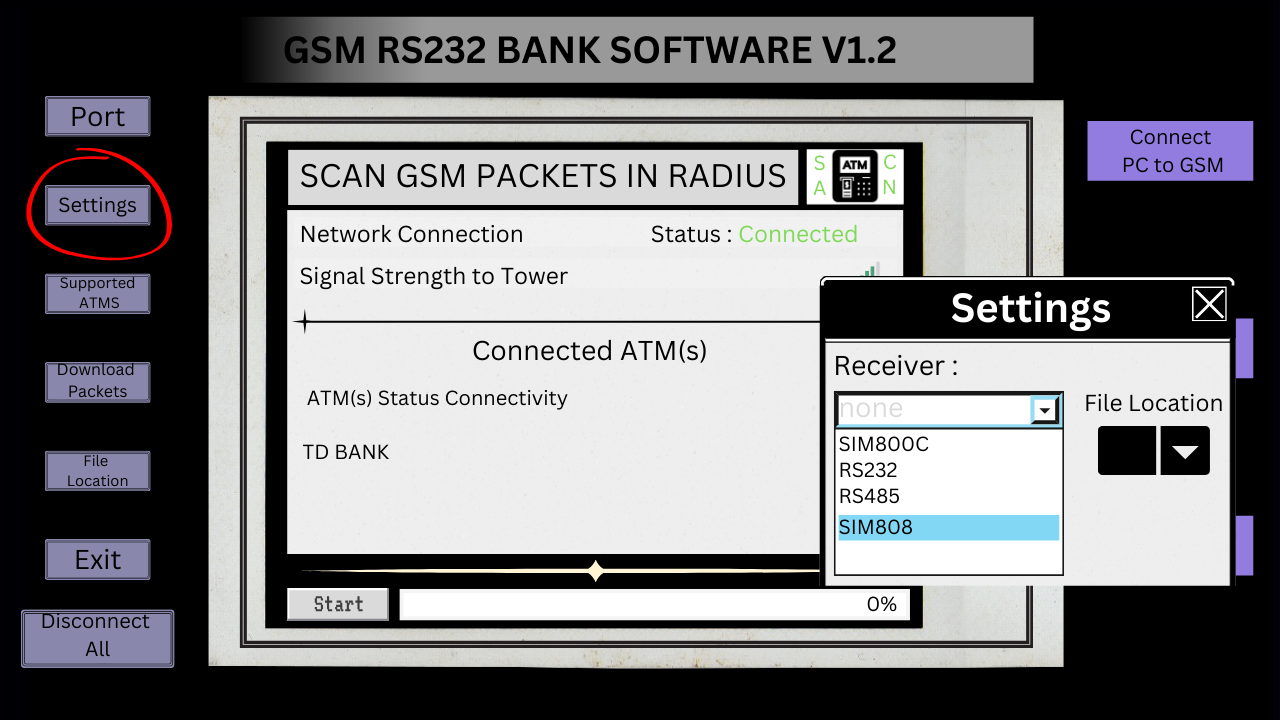 GSM RS232 BANK SOFTWARE V1.2
Port
Settings
Supported
ATMS
Download
Packets
File
Location
Exit
Disconnect
All
SCAN GSM PACKETS IN RADIUS
S C
ATM
A N
Network Connection
Status : Connected
Signal Strength to Tower
Connected ATM(s)
ATM(s) Status Connectivity
TD BANK
Start
0%
Connect
PC to GSM
Settings
Receiver :
none
SIM800C
RS232
RS485
SIM808
File Location